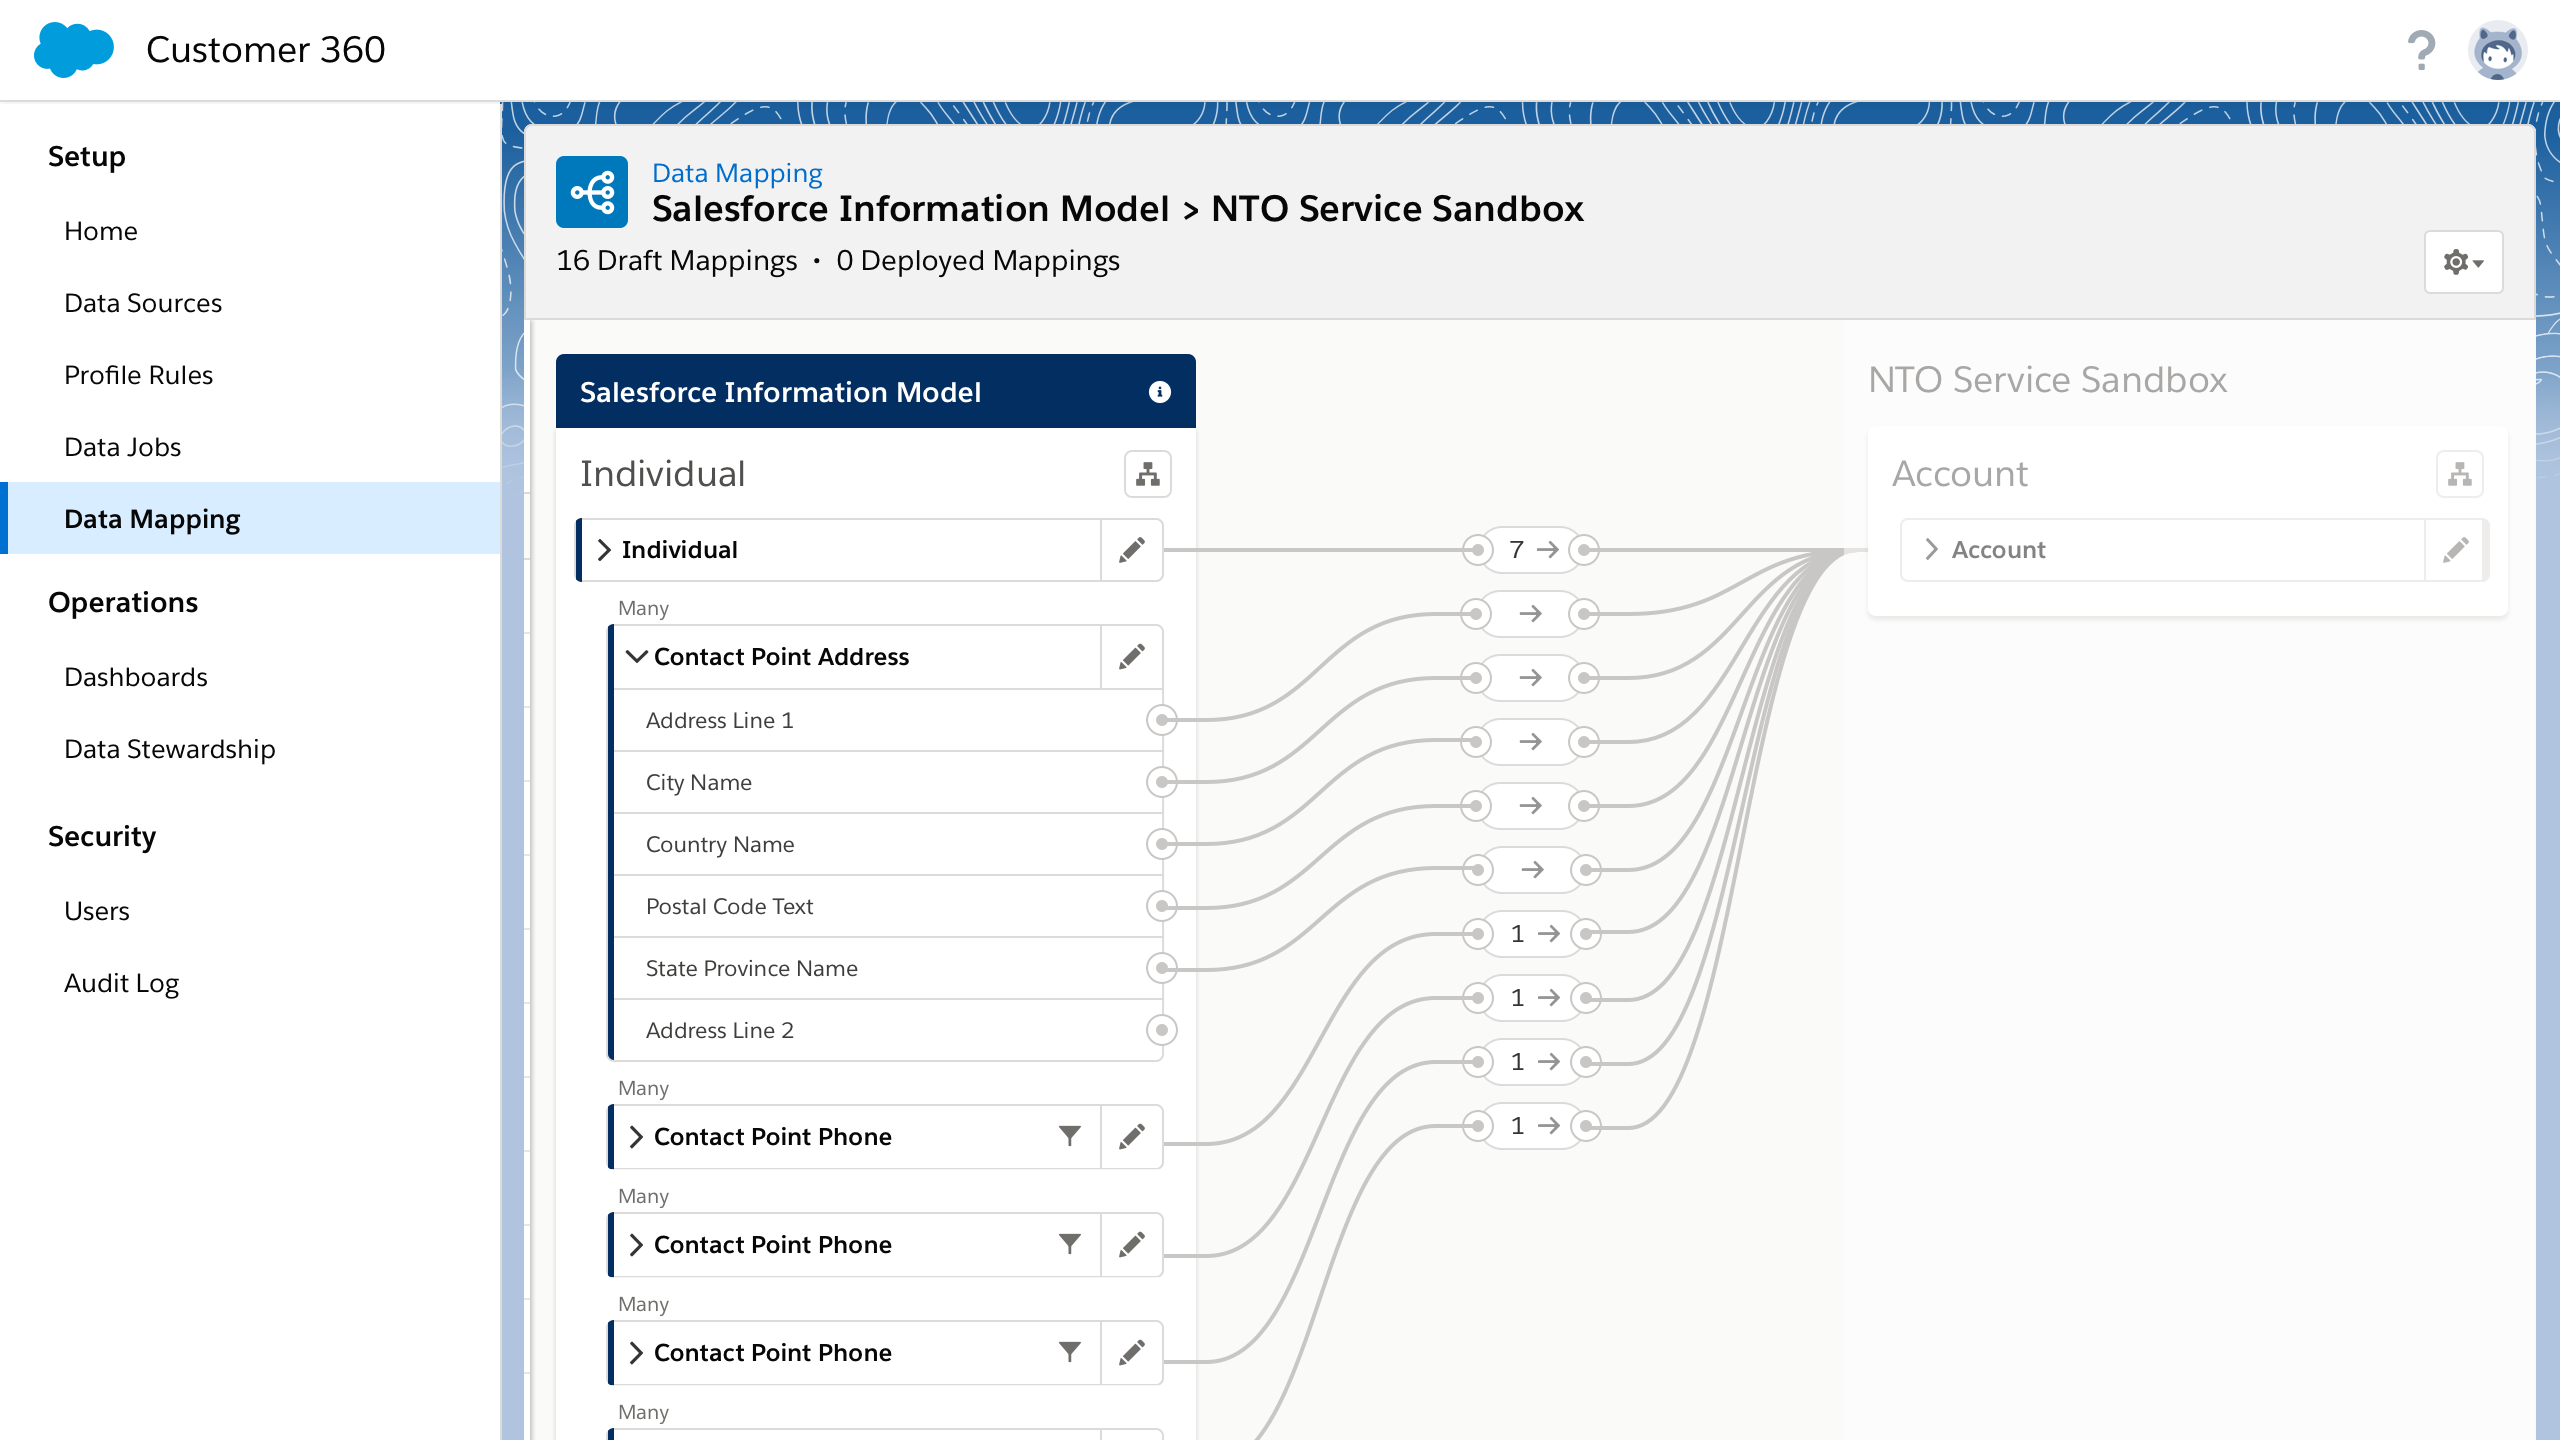 Customer 360
?
Setup
Home
Data Sources
Profile Rules
Data Jobs
Data Mapping
Operations
Dashboards
Data Stewardship
Security
Users
Audit Log
Data Mapping
Salesforce Information Model > NTO Service Sandbox
16 Draft Mappings • 0 Deployed Mappings
Salesforce Information Model
Individual
Individual
Many
Contact Point Address
Address Line 1
City Name
Country Name
Postal Code Text
State Province Name
Address Line 2
Many
Contact Point Phone
Many
Contact Point Phone
Many
Contact Point Phone
Many
7 →
→
→
→
→
→
1 →
1 →
1 →
1 →
NTO Service Sandbox
Account
Account